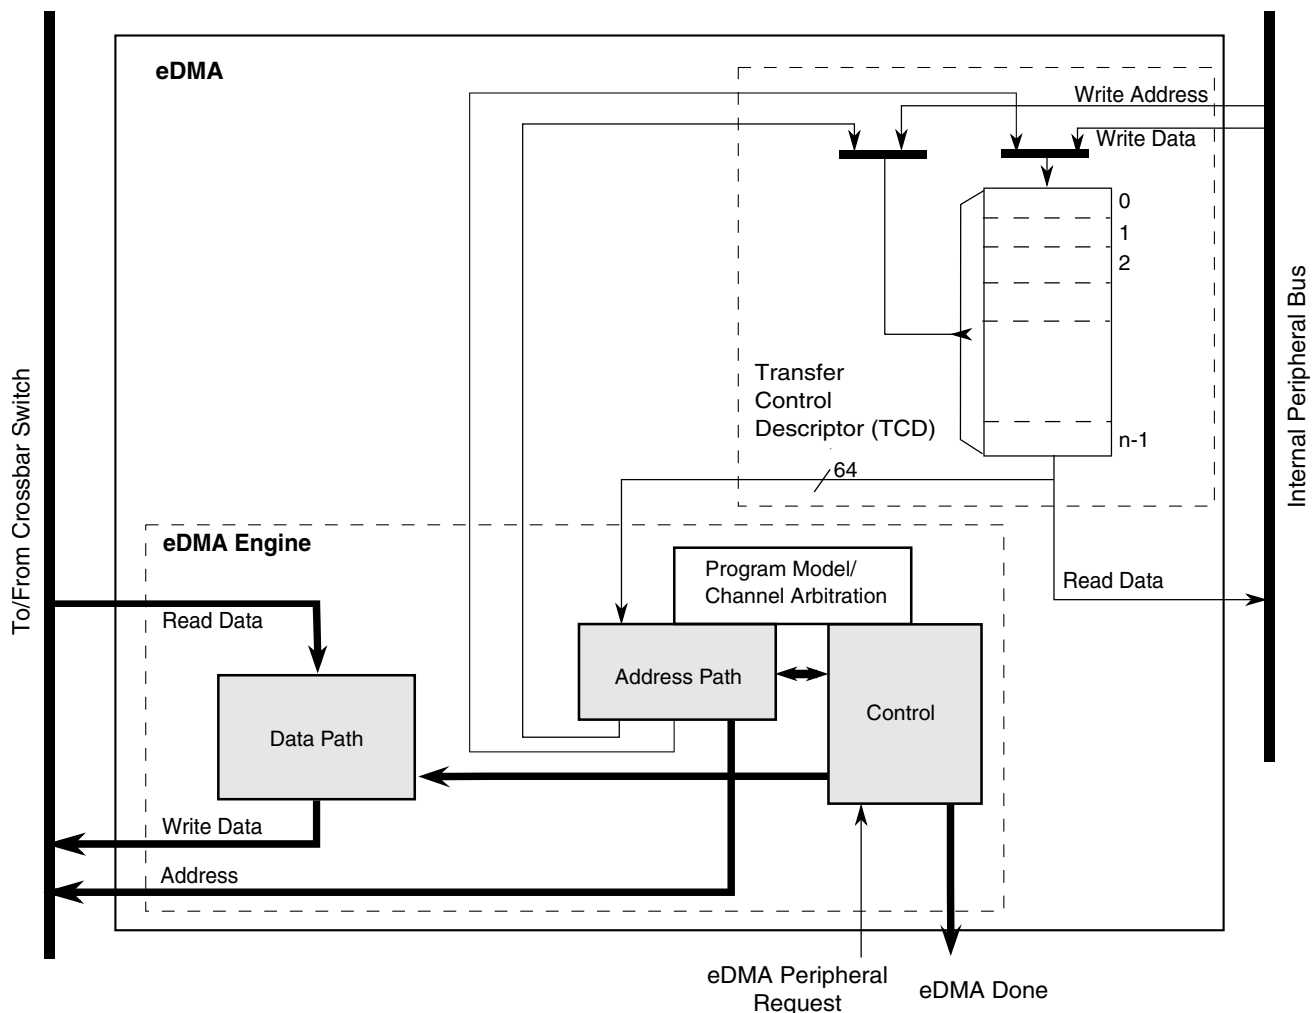 eDMA
Write Address
Write Data
0
1
2
n-1
Transfer
Control
Descriptor (TCD)
64
To/From Crossbar Switch
Internal Peripheral Bus
eDMA Engine
Program Model/
Channel Arbitration
Read Data
Read Data
Address Path
Control
Data Path
Write Data
Address
eDMA Peripheral
Request
eDMA Done